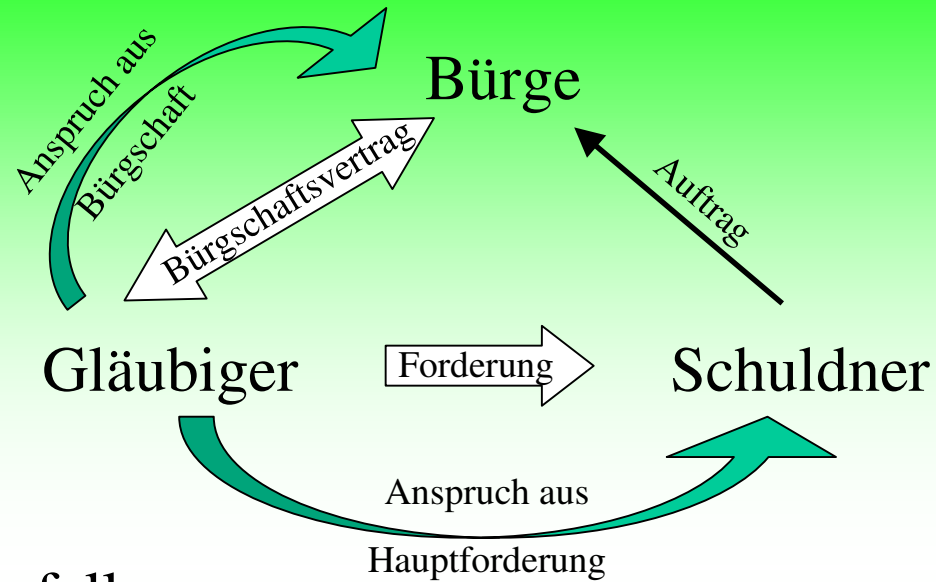 Anspruch aus
Bürgschaft
Bürge
Bürgschaftsvertrag
Auftrag
Gläubiger
Forderung
Schuldner
Anspruch aus
Hauptforderung